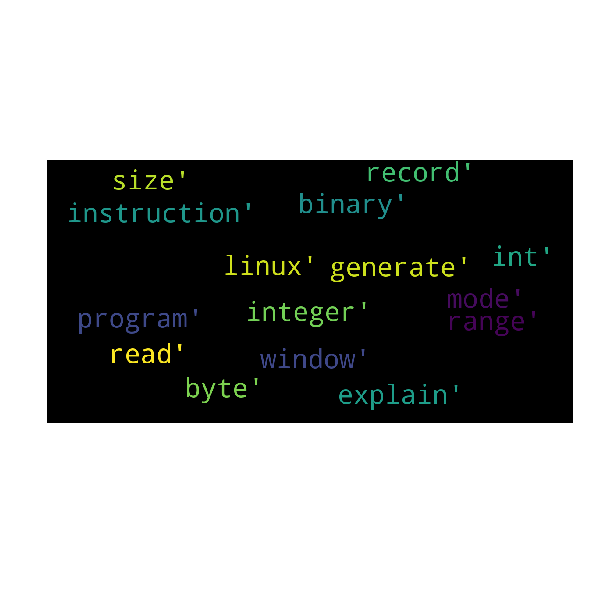 record'
size'
binary'
instruction'
int'
linux' generate'
mode'
integer'
program'
range'
read'
window'
byte'
explain'